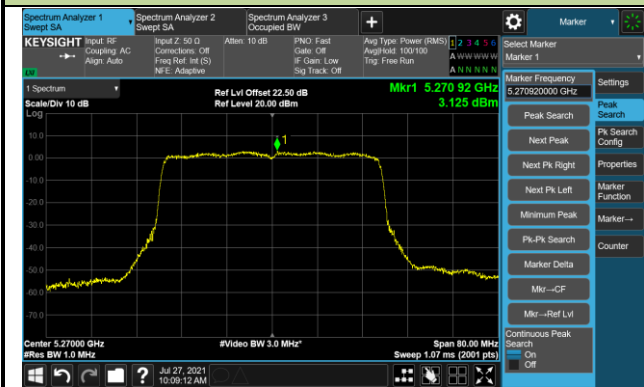 Spectrum Analyzer 1
Swept SA
Spectrum Analyzer 2
Swept SA
Spectrum Analyzer 3
Occupied BW
+
Marker
KEYSIGHT
Input: RF
Coupling: AC
Align: Auto
Input Z: 50 Ω
Corrections: Off
Freq Ref: Int (S)
NFE: Adaptive
Atten: 10 dB
PNO: Fast
Gate: Off
IF Gain: Low
Sig Track: Off
Avg Type: Power (RMS)
Avg|Hold: 100/100
Trig: Free Run
1 2 3 4 5 6
A W W W W W
A N N N N N
Select Marker
Marker 1
1 Spectrum
Scale/Div 10 dB
Log
Ref Lvl Offset 22.50 dB
Ref Level 20.00 dBm
Mkr1 5.270 92 GHz
3.125 dBm
10.0
0.00
-10.0
-20.0
-30.0
-40.0
-50.0
-60.0
-70.0
1
Center 5.27000 GHz
#Res BW 1.0 MHz
#Video BW 3.0 MHz*
Span 80.00 MHz
Sweep 1.07 ms (2001 pts)
Marker Frequency
5.270920000 GHz
Peak Search
Next Peak
Next Pk Right
Next Pk Left
Minimum Peak
Pk-Pk Search
Marker Delta
Mkr→CF
Mkr→Ref Lvl
Continuous Peak
Search
On
Off
Settings
Peak
Search
Pk Search
Config
Properties
Marker
Function
Marker→
Counter
?
Jul 27, 2021
10:09:12 AM